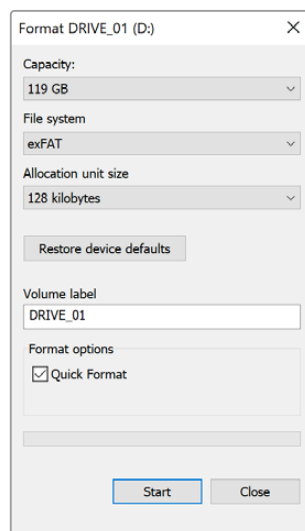 Format DRIVE_01 (D:)
Capacity:
119 GB
File system
exFAT
Allocation unit size
128 kilobytes
Restore device defaults
Volume label
DRIVE_01
Format options
Quick Format
Start Close